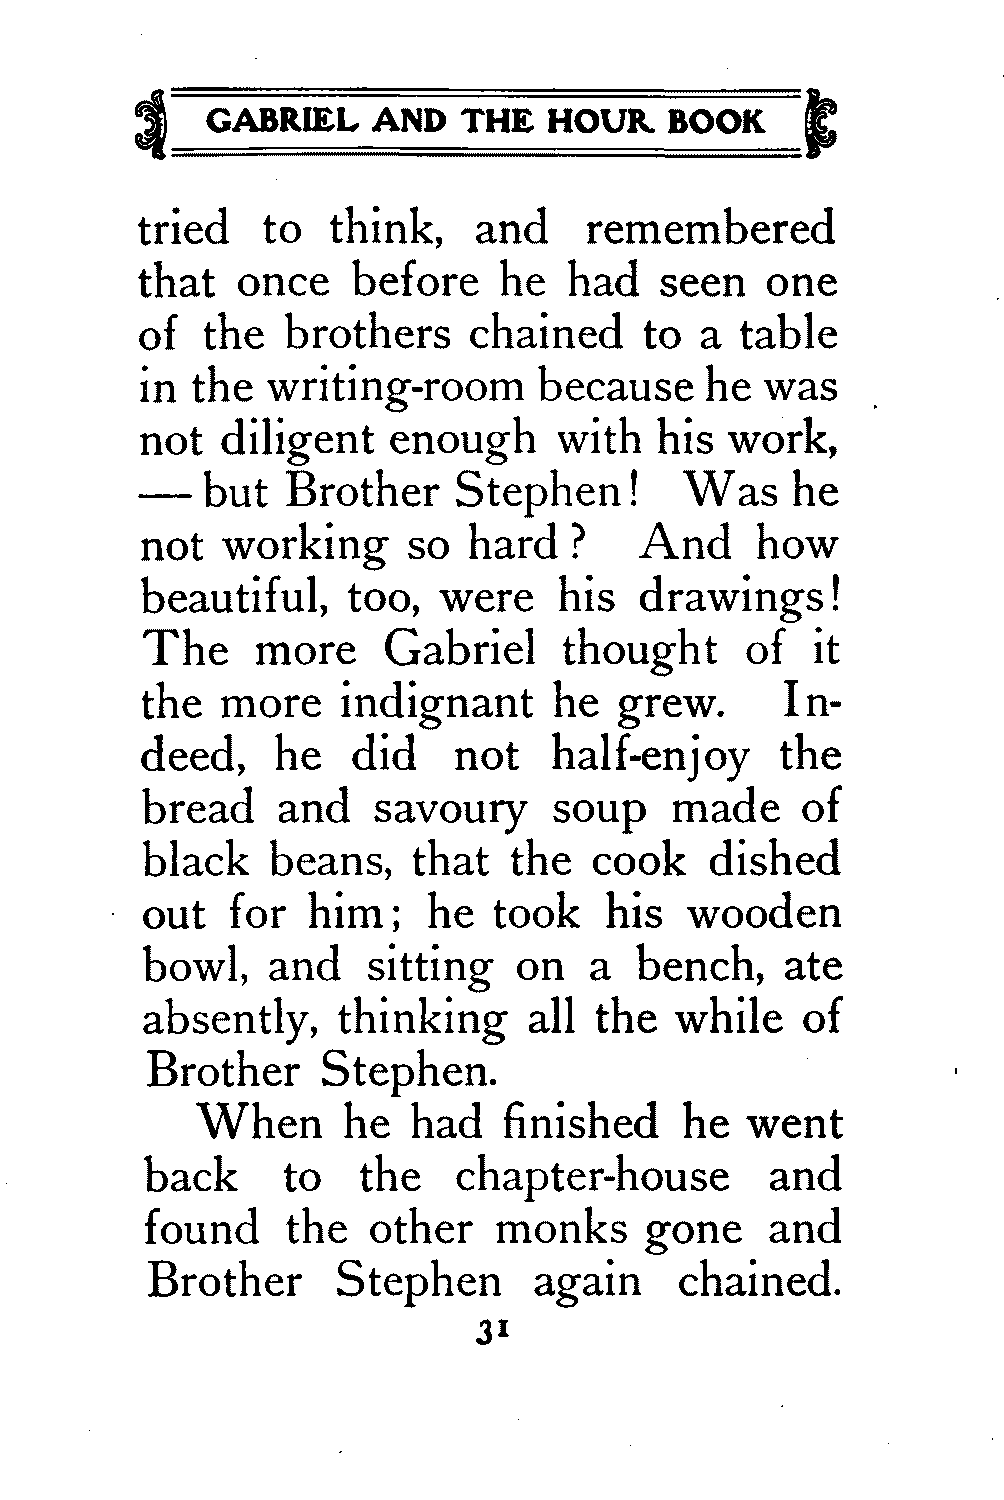 GABRIEL AND THE HOUR BOOK
tried to think, and remembered
that once before he had seen one
of the brothers chained to a table
in the writing-room because he was
not diligent enough with his work,
— but Brother Stephen! Was he
not working so hard? And how
beautiful, too, were his drawings!
The more Gabriel thought of it
the more indignant he grew. In-
deed, he did not half-enjoy the
bread and savoury soup made of
black beans, that the cook dished
out for him; he took his wooden
bowl, and sitting on a bench, ate
absently, thinking all the while of
Brother Stephen.
When he had finished he went
back to the chapter-house and
found the other monks gone and
Brother Stephen again chained.
31